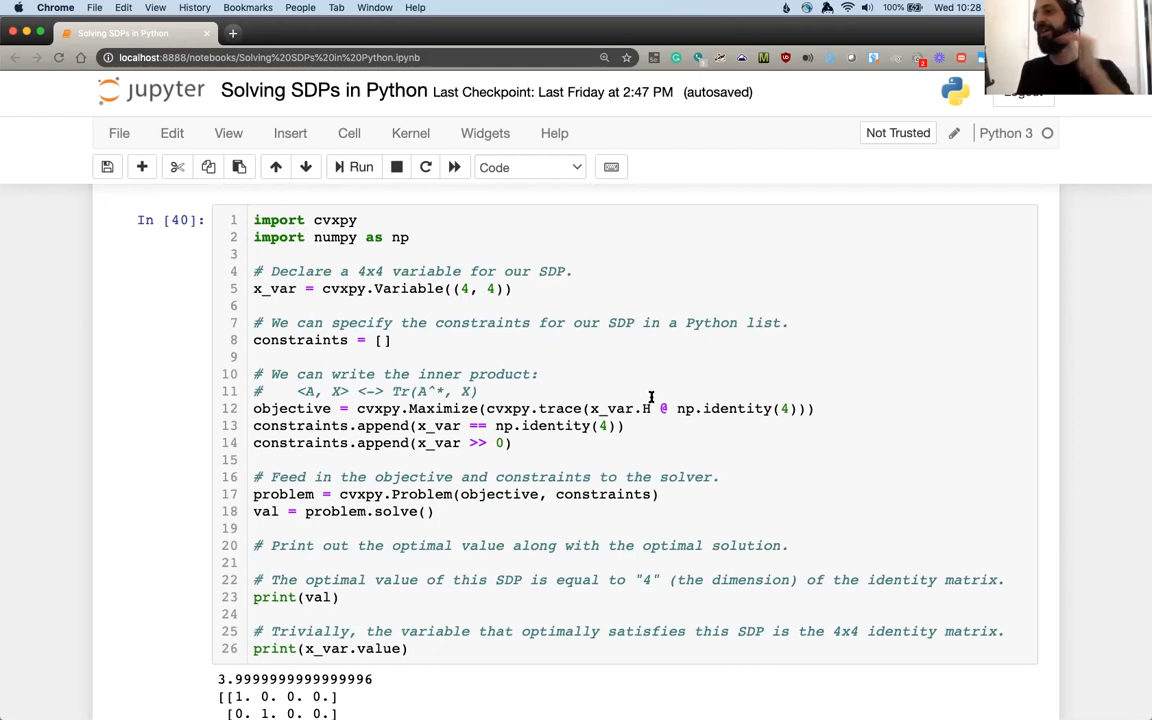 Chrome File Edit View History Bookmarks People Tab Window Help 100% Wed 10:28
Solving SDPs in Python
localhost:8888/notebooks/Solving%20SDPs%20in%20Python.ipynb
jupyter Solving SDPs in Python Last Checkpoint: Last Friday at 2:47 PM (autosaved)
File Edit View Insert Cell Kernel Widgets Help Not Trusted Python 3
Run Code
In [40]:
1 import cvxpy
2 import numpy as np
3
4 # Declare a 4x4 variable for our SDP.
5 x_var = cvxpy.Variable((4, 4))
6
7 # We can specify the constraints for our SDP in a Python list.
8 constraints = []
9
10 # We can write the inner product:
11 #     <A, X> <-> Tr(A^*, X)
12 objective = cvxpy.Maximize(cvxpy.trace(x_var.H @ np.identity(4)))
13 constraints.append(x_var == np.identity(4))
14 constraints.append(x_var >> 0)
15
16 # Feed in the objective and constraints to the solver.
17 problem = cvxpy.Problem(objective, constraints)
18 val = problem.solve()
19
20 # Print out the optimal value along with the optimal solution.
21
22 # The optimal value of this SDP is equal to "4" (the dimension) of the identity matrix.
23 print(val)
24
25 # Trivially, the variable that optimally satisfies this SDP is the 4x4 identity matrix.
26 print(x_var.value)
3.9999999999999996
[[1. 0. 0. 0.]
[0. 1. 0. 0.]